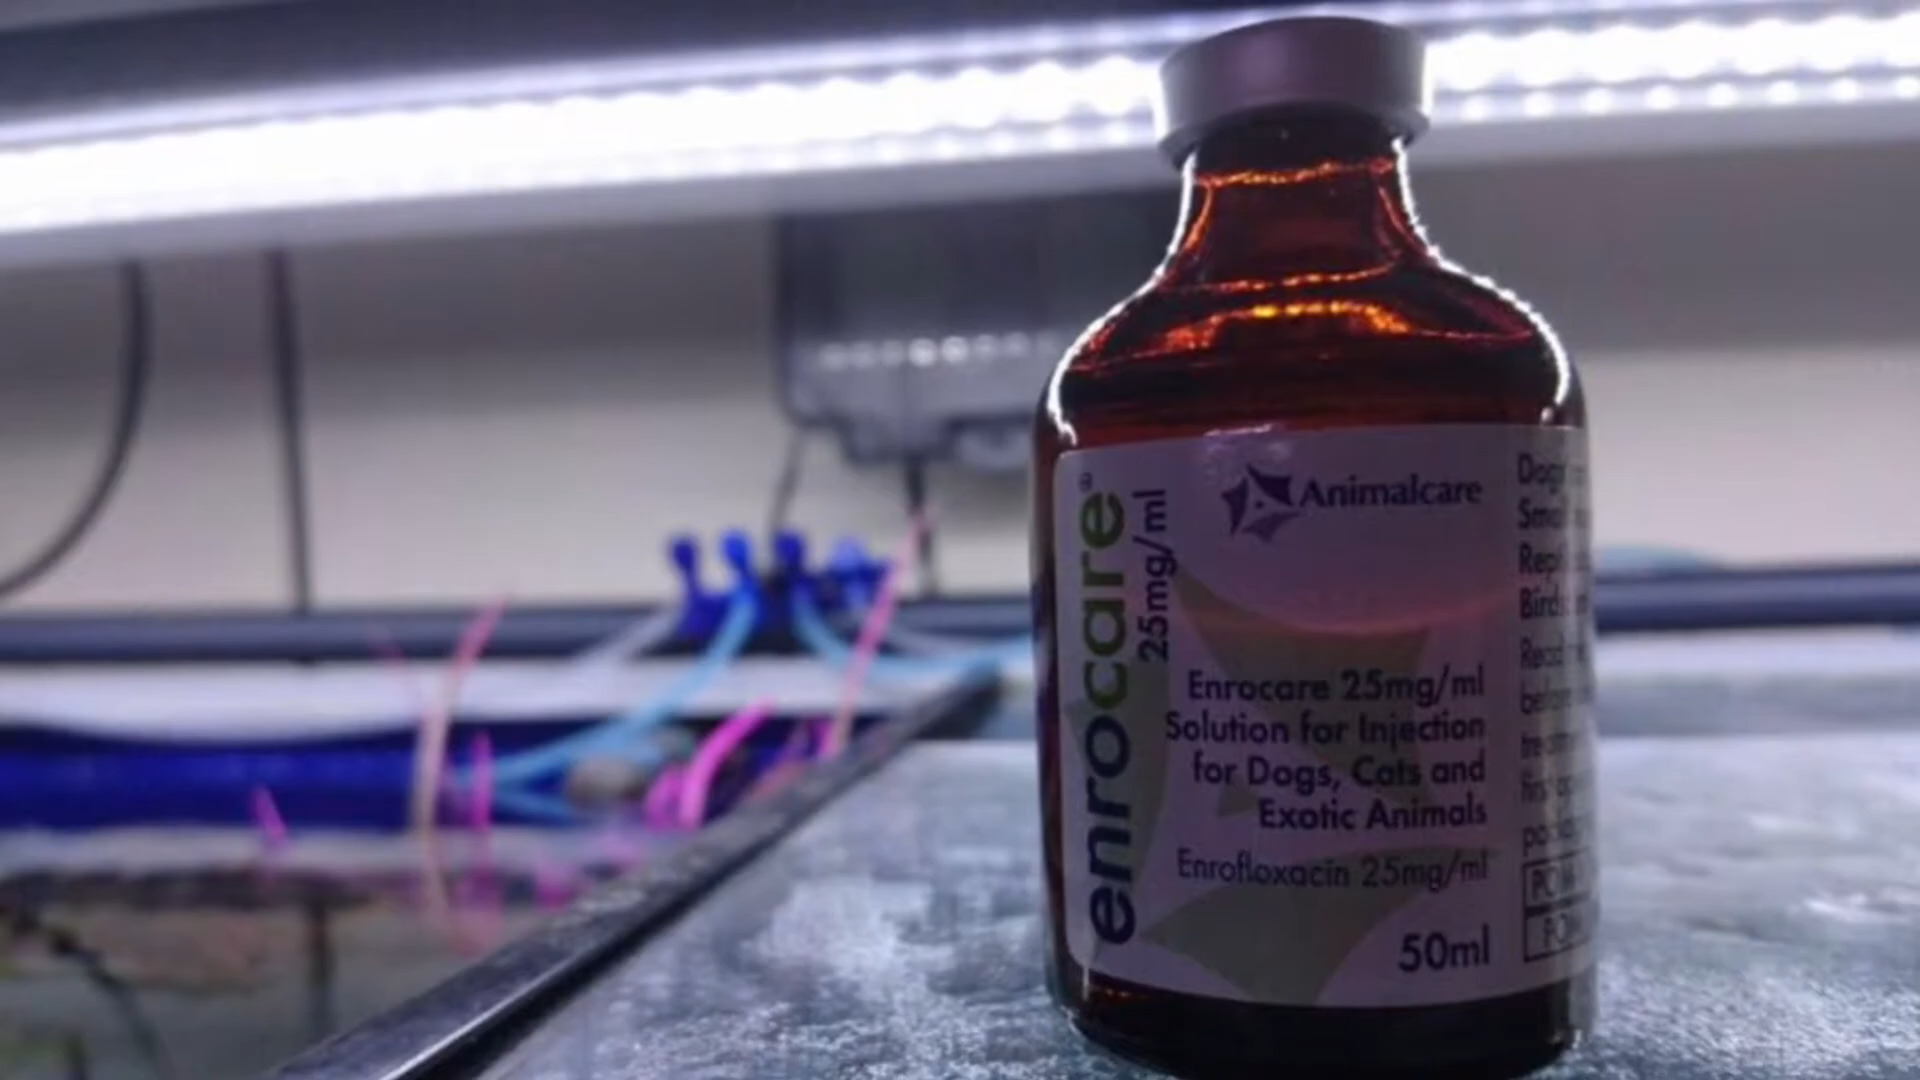 enrocare®
25mg/ml
Animalcare
Enrocare 25mg/ml
Solution for Injection
for Dogs, Cats and
Exotic Animals
Enrofloxacin 25mg/ml
50ml